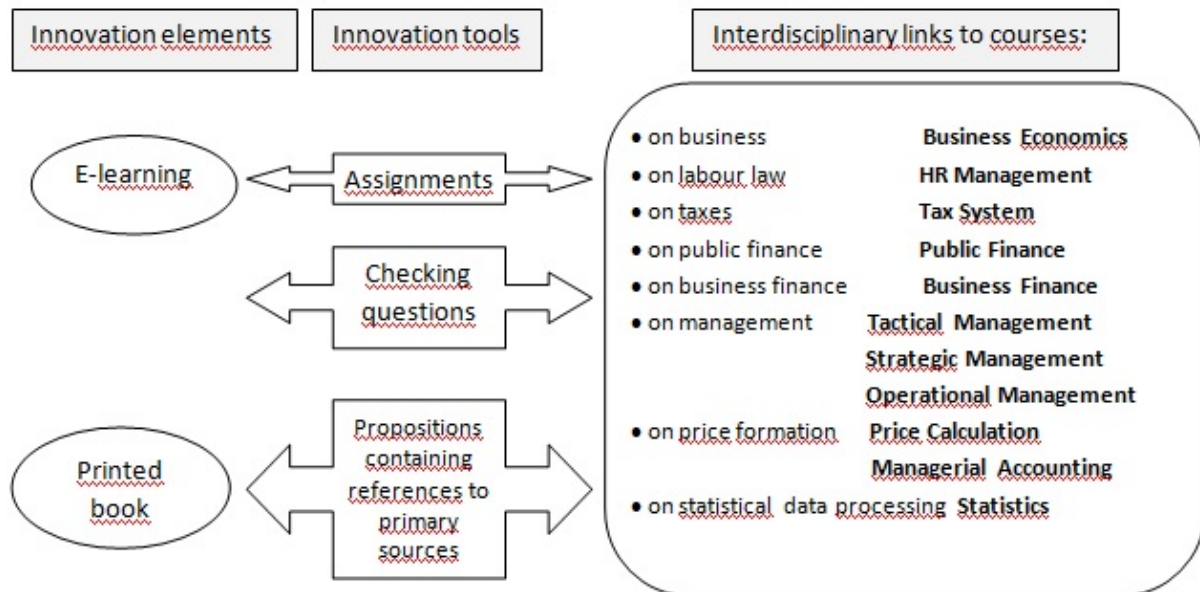 Innovation elements
Innovation tools
Interdisciplinary links to courses:
E-learning
Assignments
Checking
questions
Printed
book
Propositions
containing
references to
primary
sources
• on business Business Economics
• on labour law HR Management
• on taxes Tax System
• on public finance Public Finance
• on business finance Business Finance
• on management Tactical Management
Strategic Management
Operational Management
• on price formation Price Calculation
Managerial Accounting
• on statistical data processing Statistics